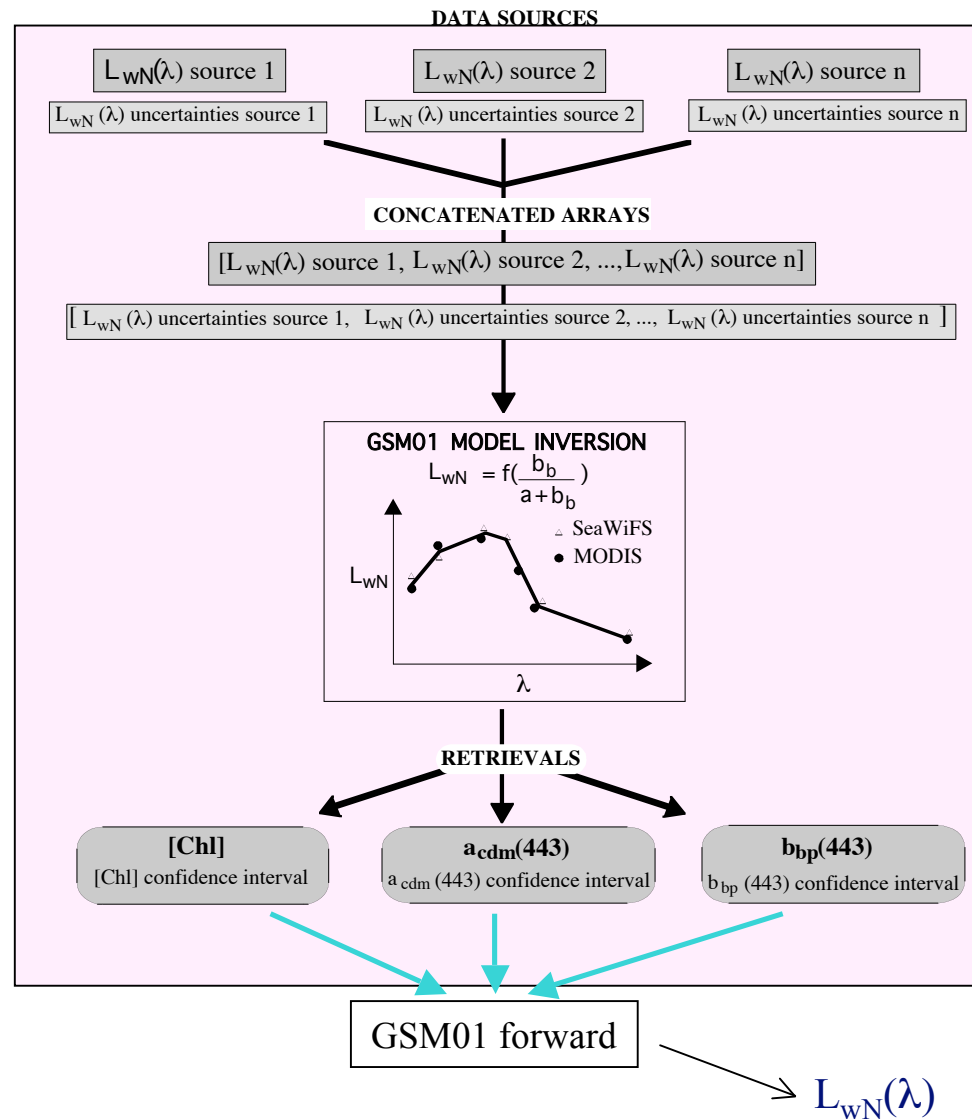 DATA SOURCES
LwN(λ) source 1
LwN(λ) source 2
LwN(λ) source n
LwN (λ) uncertainties source 1
LwN (λ) uncertainties source 2
LwN (λ) uncertainties source n
CONCATENATED ARRAYS
[LwN(λ) source 1, LwN(λ) source 2, ...,LwN(λ) source n]
[ LwN (λ) uncertainties source 1, LwN (λ) uncertainties source 2, ..., LwN (λ) uncertainties source n ]
GSM01 MODEL INVERSION
LwN = f( bb / a+bb )
SeaWiFS
MODIS
LwN
λ
RETRIEVALS
[Chl]
[Chl] confidence interval
acdm(443)
acdm (443) confidence interval
bbp(443)
bbp (443) confidence interval
GSM01 forward
LwN(λ)